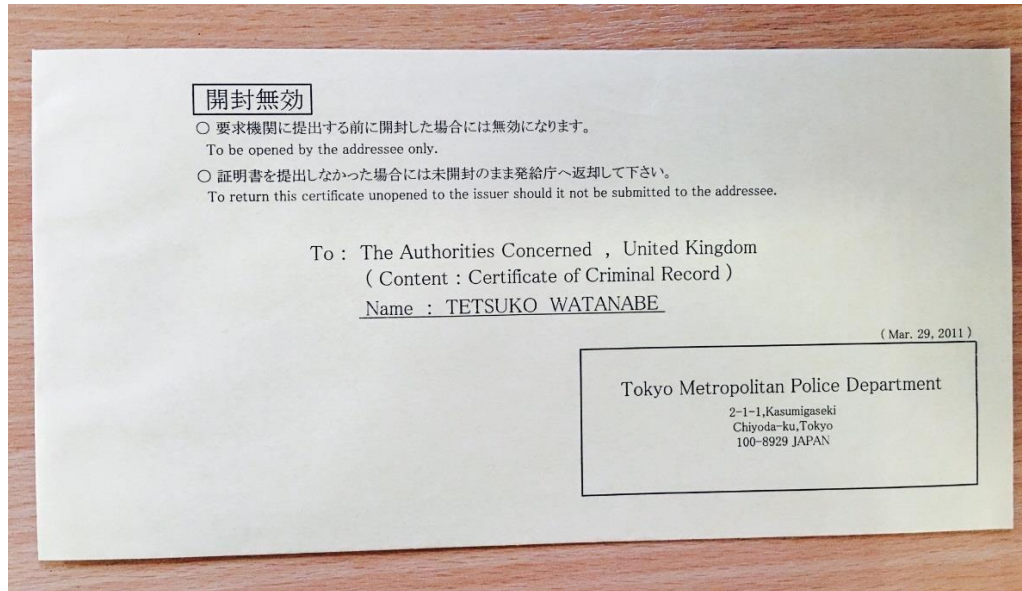 開封無効
○ 要求機関に提出する前に開封した場合には無効になります。
To be opened by the addressee only.
○ 証明書を提出しなかった場合には未開封のまま発給庁へ返却して下さい。
To return this certificate unopened to the issuer should it not be submitted to the addressee.
To : The Authorities Concerned , United Kingdom
( Content : Certificate of Criminal Record )
Name : TETSUKO WATANABE
( Mar. 29, 2011 )
Tokyo Metropolitan Police Department
2-1-1,Kasumigaseki
Chiyoda-ku,Tokyo
100-8929 JAPAN